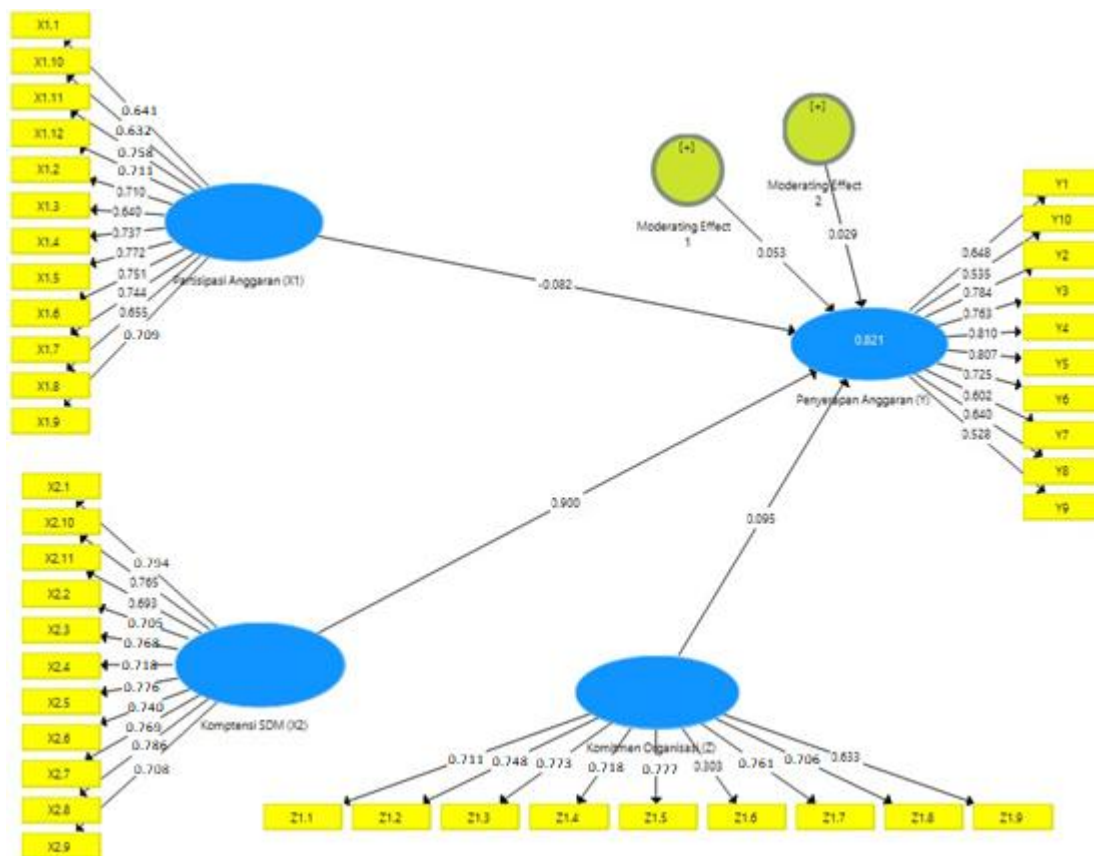 X1.1
X1.10
X1.11
X1.12
X1.2
X1.3
X1.4
X1.5
X1.6
X1.7
X1.8
X1.9
0.641
0.632
0.758
0.711
0.710
0.640
0.737
0.772
0.751
0.744
0.655
0.709
Partisipasi Anggaran (X1)
[+]
Moderating Effect
1
[+]
Moderating Effect
2
0.053
0.029
-0.082
0.821
Penyerapan Anggaran (Y)
0.648
0.535
0.784
0.763
0.810
0.807
0.725
0.602
0.640
0.528
Y1
Y10
Y2
Y3
Y4
Y5
Y6
Y7
Y8
Y9
0.900
0.095
X2.1
X2.10
X2.11
X2.2
X2.3
X2.4
X2.5
X2.6
X2.7
X2.8
X2.9
0.794
0.765
0.693
0.705
0.768
0.718
0.776
0.740
0.769
0.786
0.708
Komptensi SDM (X2)
Komitmen Organisasi (Z)
0.711
0.748
0.773
0.718
0.777
0.303
0.761
0.706
0.633
Z1.1
Z1.2
Z1.3
Z1.4
Z1.5
Z1.6
Z1.7
Z1.8
Z1.9